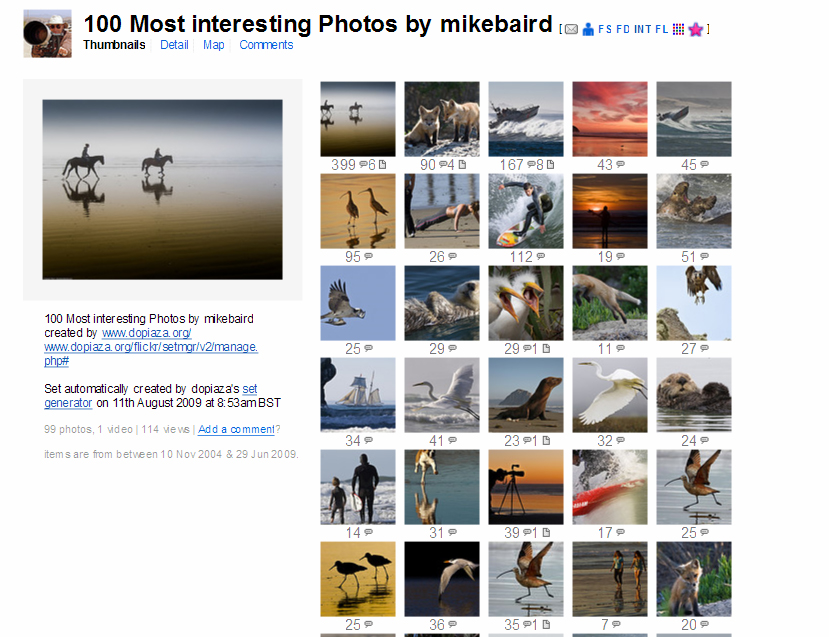 100 Most interesting Photos by mikebaird [ FS FD INT FL ]
Thumbnails Detail Map Comments
399 6 90 4 167 8 43 45
95 26 112 19 51
25 29 29 1 11 27
34 41 23 1 32 24
14 31 39 1 17 25
25 36 35 1 7 20
100 Most interesting Photos by mikebaird
created by www.dopiaza.org/
www.dopiaza.org/flickr/setmgr/v2/manage.
php#
Set automatically created by dopiaza's set
generator on 11th August 2009 at 8:53am BST
99 photos, 1 video | 114 views | Add a comment?
items are from between 10 Nov 2004 & 29 Jun 2009.